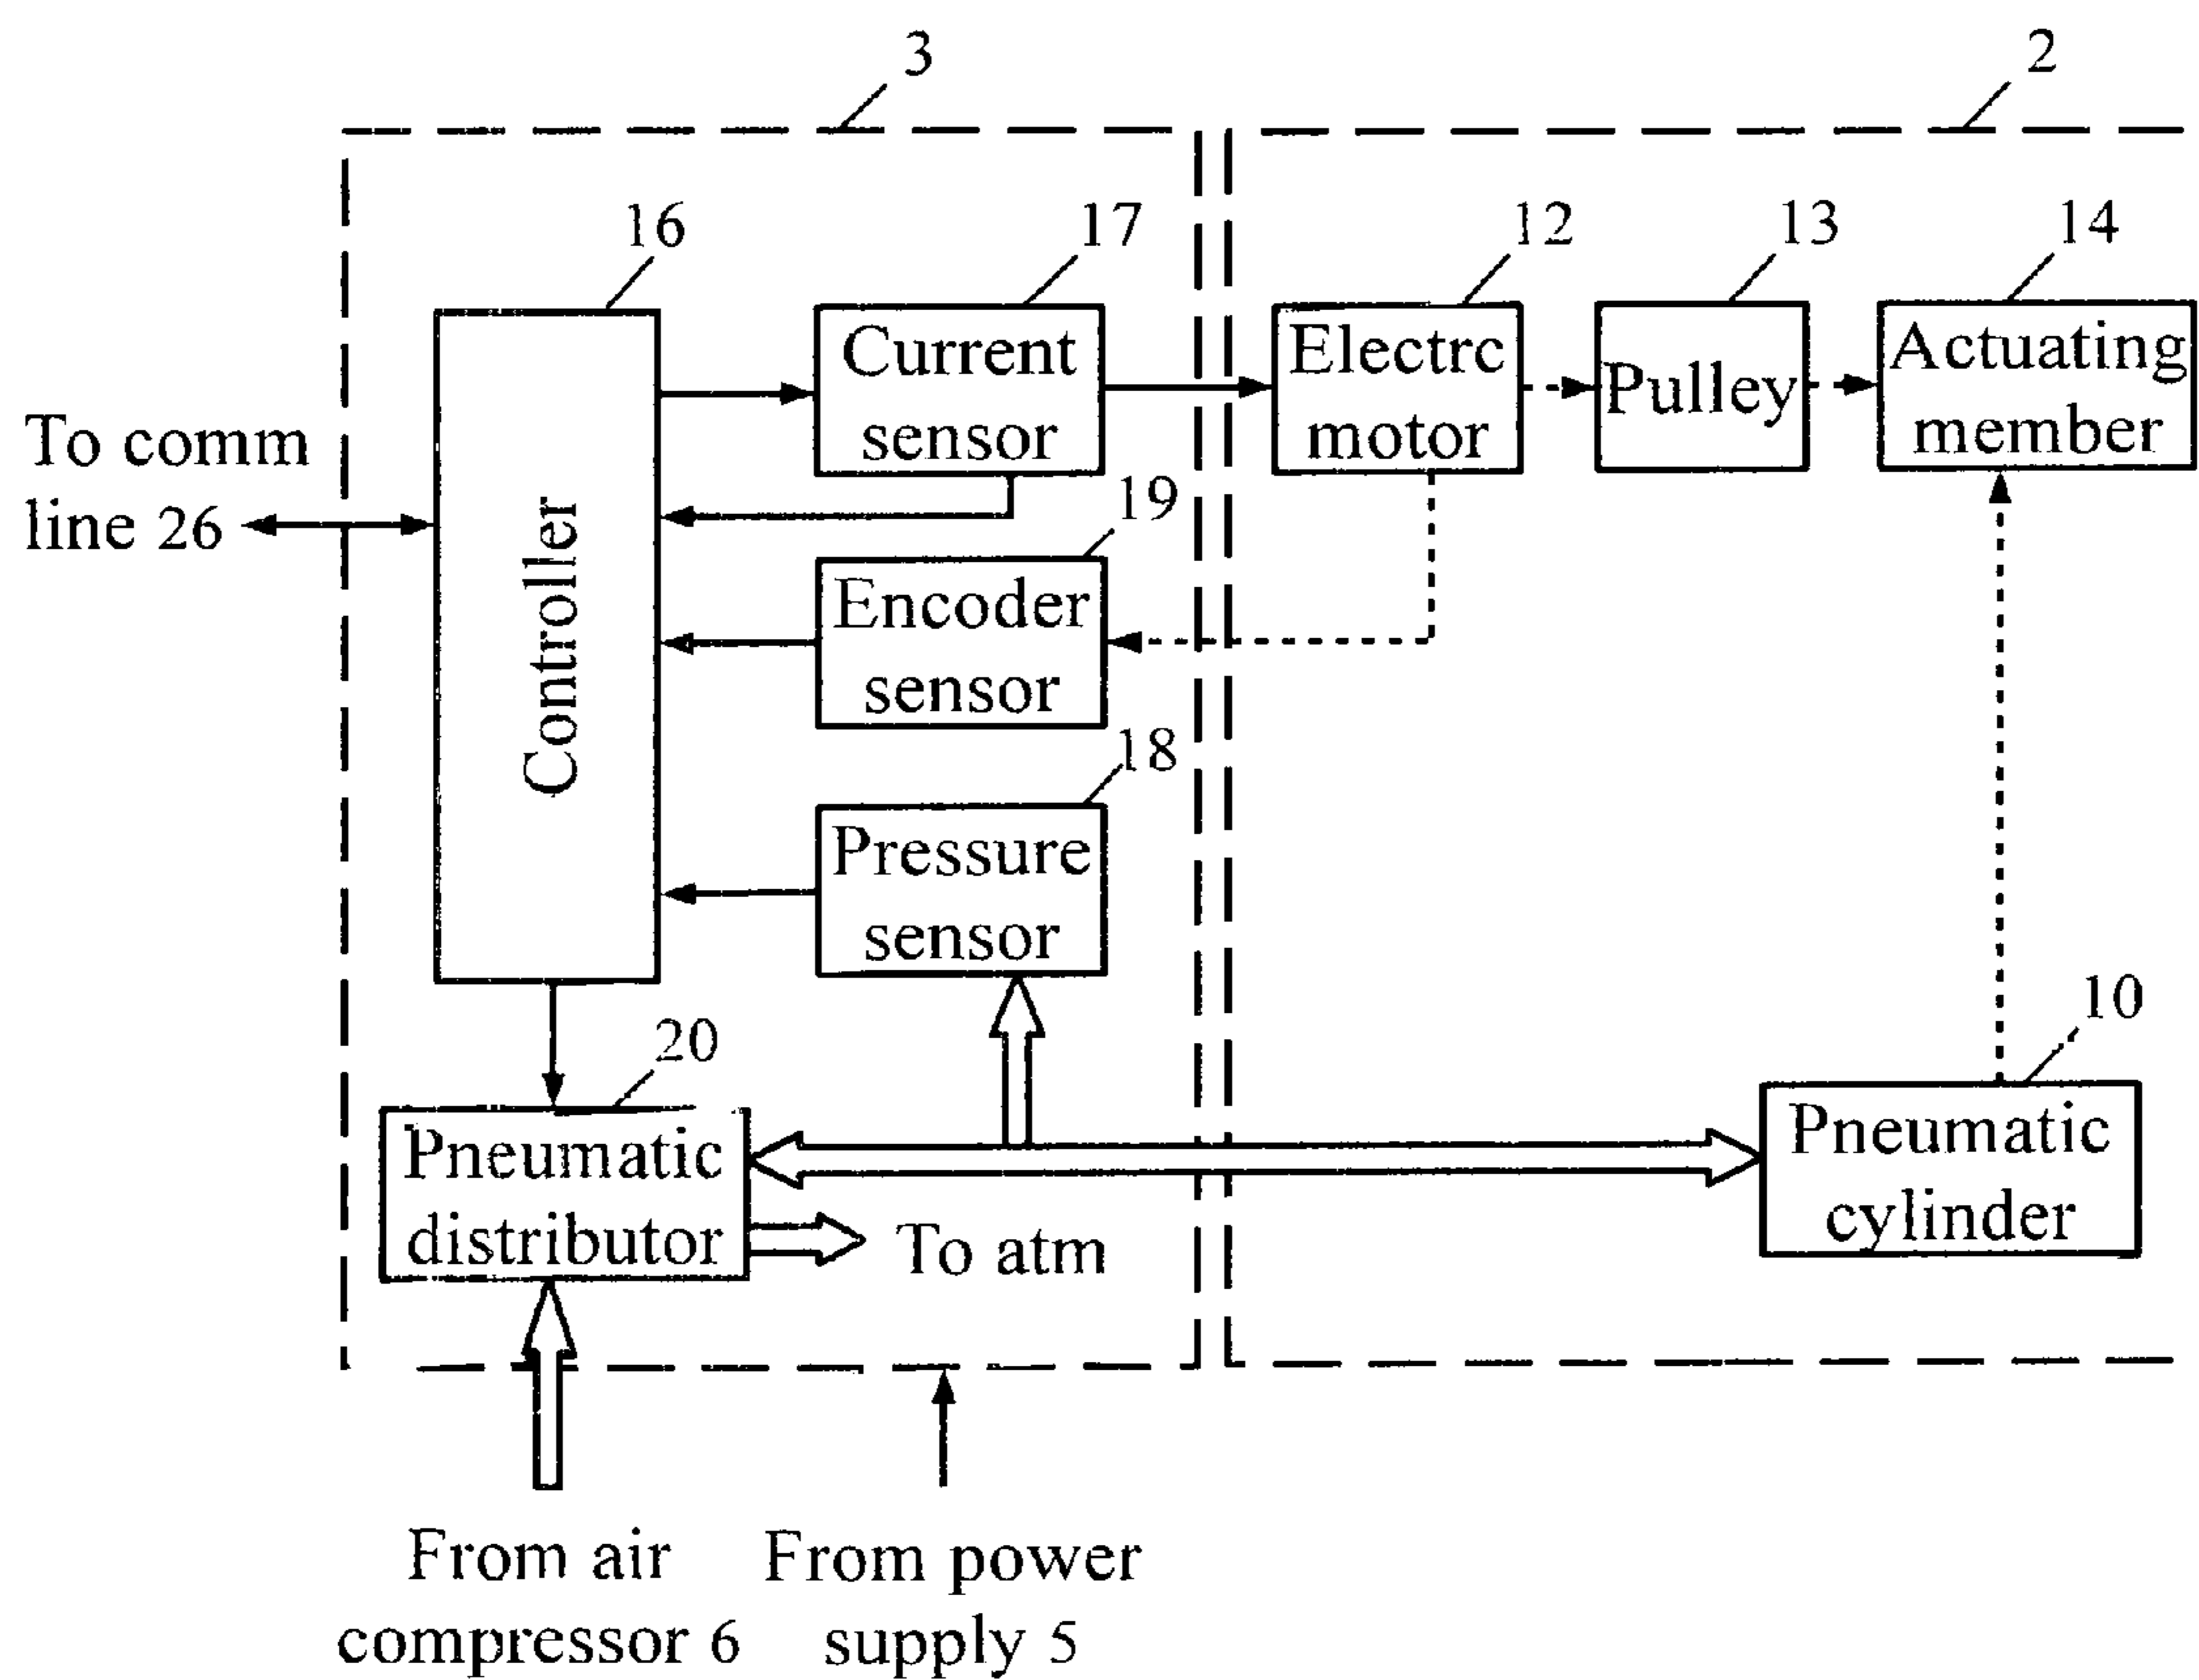 3
2
16
17
12
13
14
To comm
line 26
Controller
Current
sensor
Electrc
motor
Pulley
Actuating
member
19
Encoder
sensor
18
Pressure
sensor
20
10
Pneumatic
distributor
To atm
Pneumatic
cylinder
From air
compressor 6
From power
supply 5